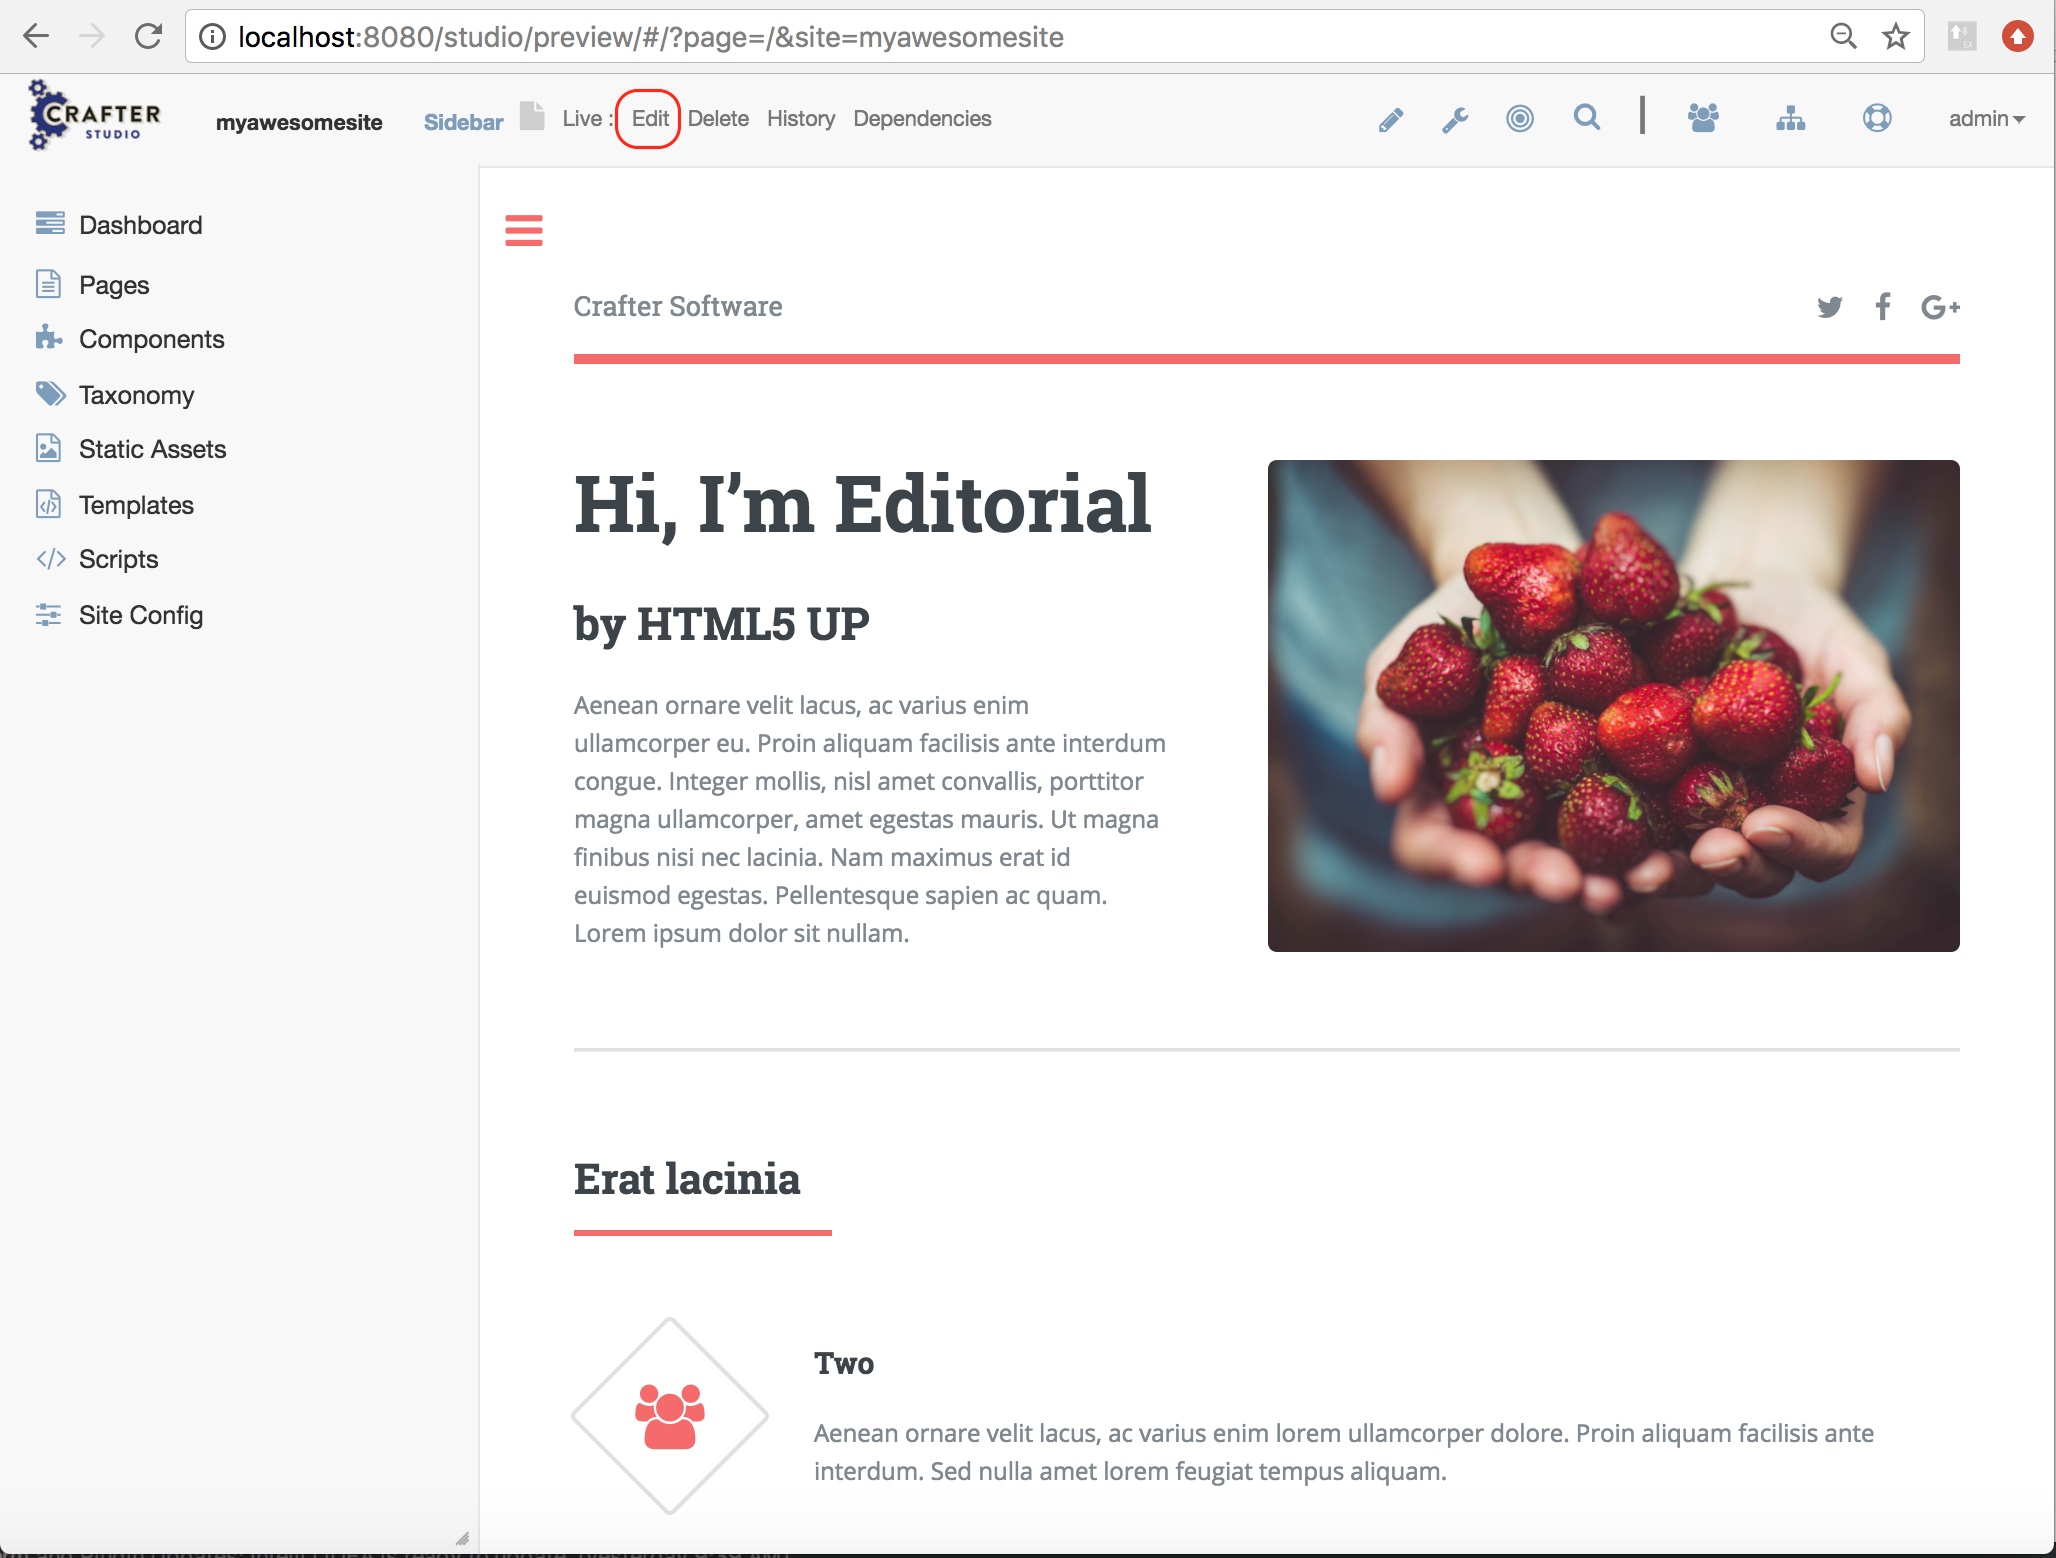 localhost:8080/studio/preview/#/?page=/&site=myawesomesite
EX
CRAFTER
STUDIO
myawesomesite
Sidebar
Live :
Edit
Delete
History
Dependencies
admin
Dashboard
Pages
Components
Taxonomy
Static Assets
Templates
Scripts
Site Config
Crafter Software
G+
Hi, I’m Editorial
by HTML5 UP
Aenean ornare velit lacus, ac varius enim
ullamcorper eu. Proin aliquam facilisis ante interdum
congue. Integer mollis, nisl amet convallis, porttitor
magna ullamcorper, amet egestas mauris. Ut magna
finibus nisi nec lacinia. Nam maximus erat id
euismod egestas. Pellentesque sapien ac quam.
Lorem ipsum dolor sit nullam.
Erat lacinia
Two
Aenean ornare velit lacus, ac varius enim lorem ullamcorper dolore. Proin aliquam facilisis ante
interdum. Sed nulla amet lorem feugiat tempus aliquam.